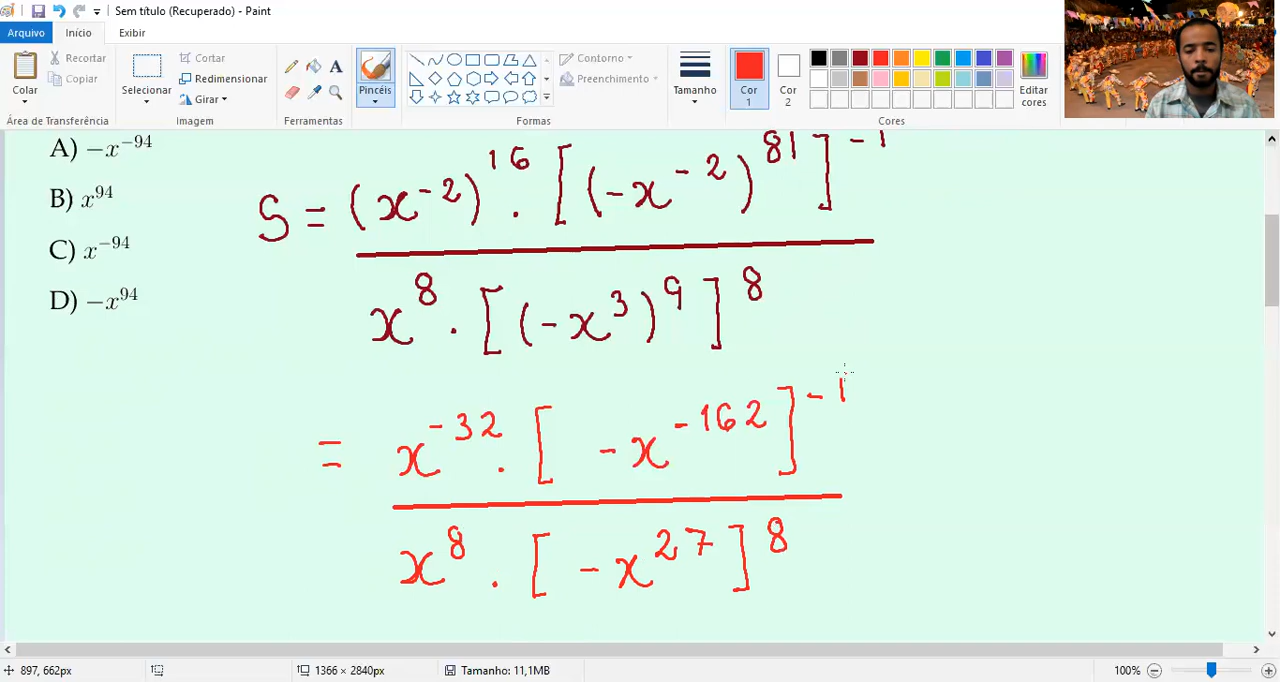 Sem título (Recuperado) - Paint
Arquivo Início Exibir
Colar Recortar Copiar Selecionar Cortar Redimensionar Girar Pincéis Contorno Preenchimento Tamanho Cor 1 Cor 2 Editar cores
Área de Transferência Imagem Ferramentas Formas Cores
A) −x^{−94}
B) x^{94}
C) x^{−94}
D) −x^{94}
S = (x^{-2})^{16} . [(-x^{-2})^{81}]^{-1}
x^{8} . [(-x^{3})^{9}]^{8}
= x^{-32} . [ -x^{-162} ]^{-1}
x^{8} . [ -x^{27} ]^{8}
897, 662px 1366 × 2840px Tamanho: 11,1MB 100%